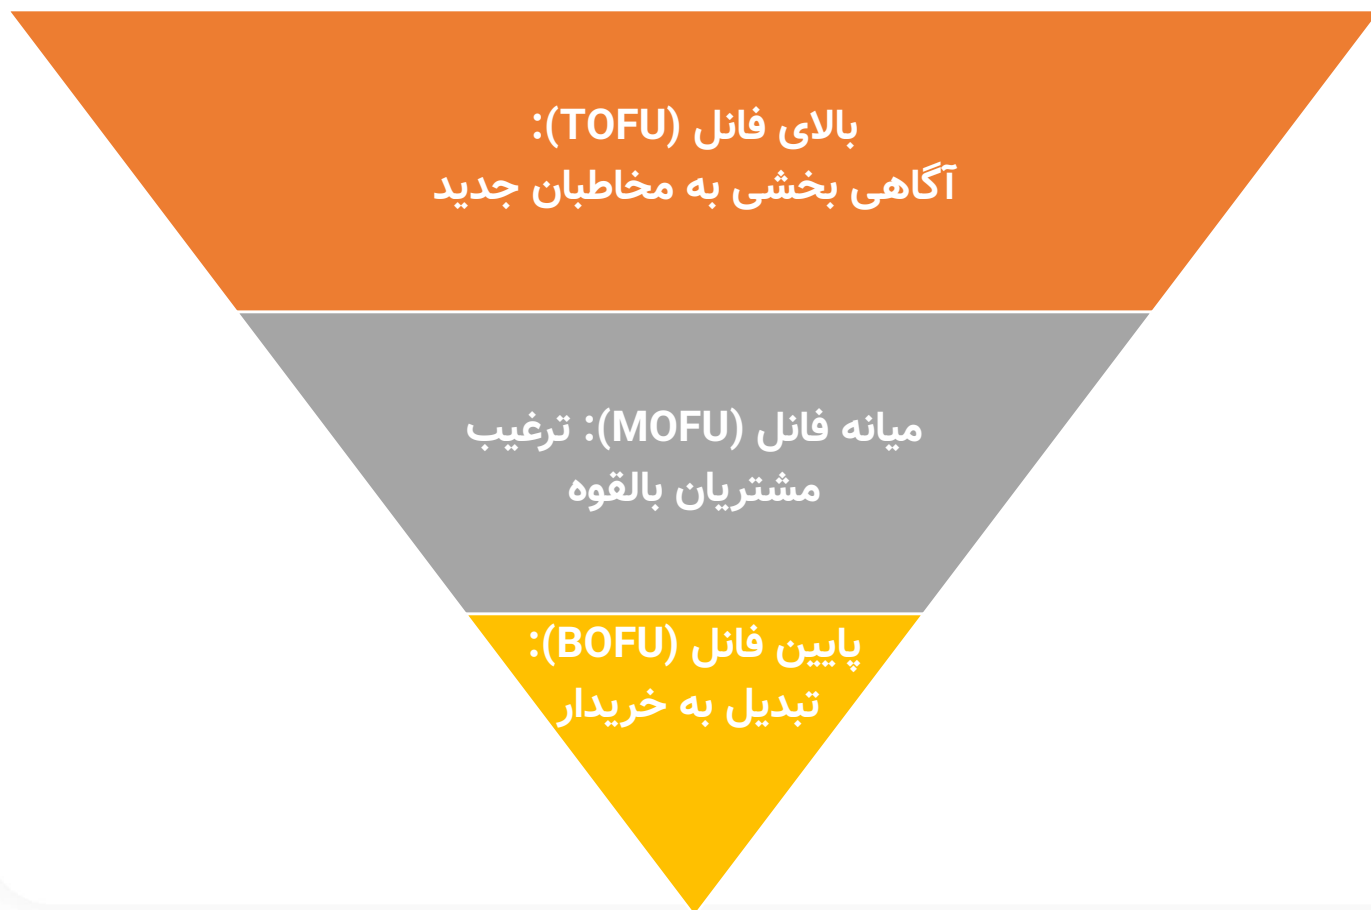 بالای فانل (TOFU):
آگاهی بخشی به مخاطبان جدید
میانه فانل (MOFU): ترغیب
مشتریان بالقوه
پایین فانل (BOFU):
تبدیل به خریدار